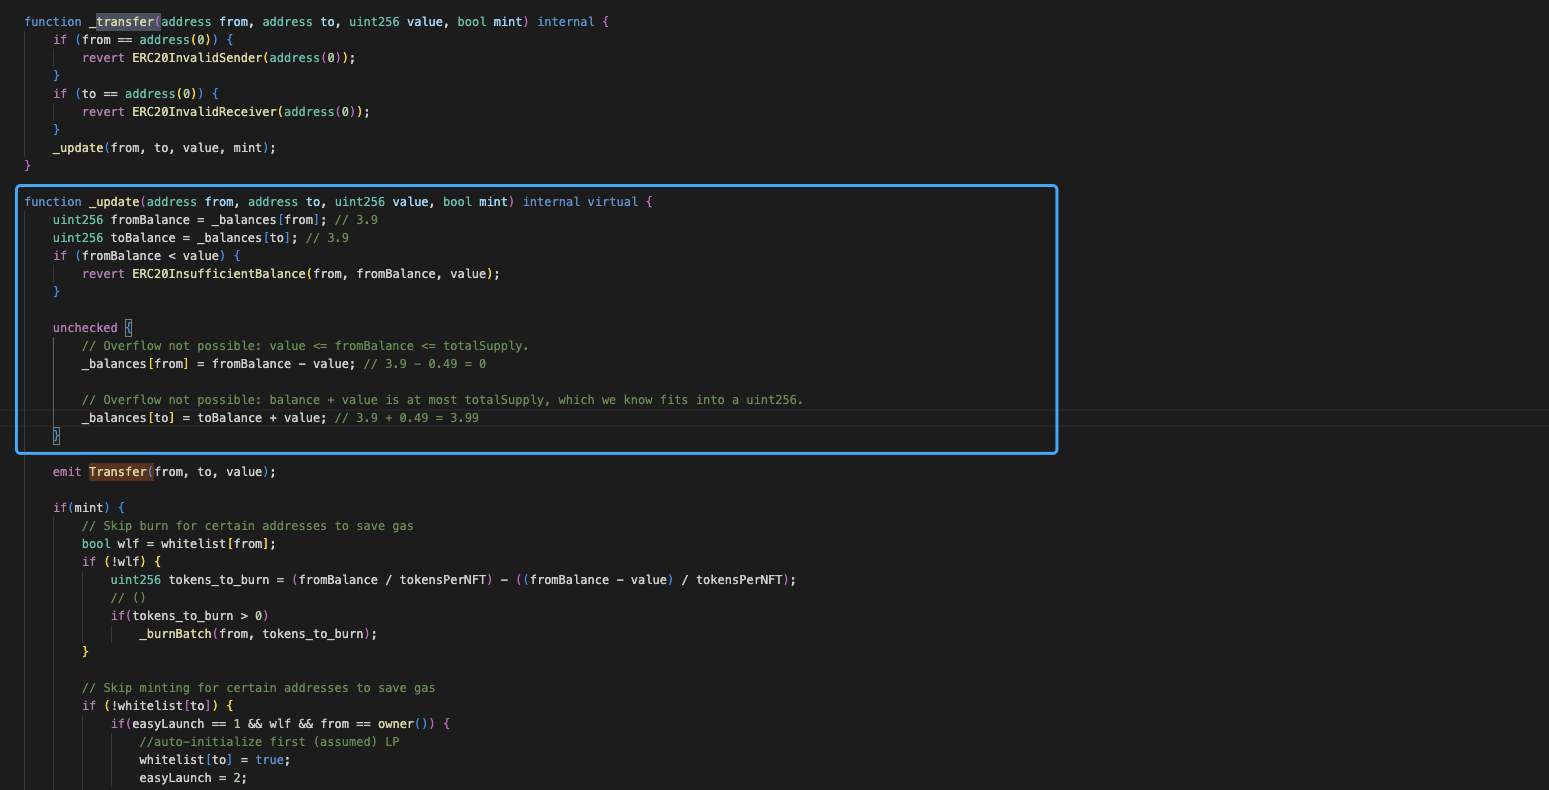 function _transfer(address from, address to, uint256 value, bool mint) internal {
if (from == address(0)) {
revert ERC20InvalidSender(address(0));
}
if (to == address(0)) {
revert ERC20InvalidReceiver(address(0));
}
_update(from, to, value, mint);
}
function _update(address from, address to, uint256 value, bool mint) internal virtual {
uint256 fromBalance = _balances[from]; // 3.9
uint256 toBalance = _balances[to]; // 3.9
if (fromBalance < value) {
revert ERC20InsufficientBalance(from, fromBalance, value);
}
unchecked {
// Overflow not possible: value <= fromBalance <= totalSupply.
_balances[from] = fromBalance - value; // 3.9 - 0.49 = 0
// Overflow not possible: balance + value is at most totalSupply, which we know fits into a uint256.
_balances[to] = toBalance + value; // 3.9 + 0.49 = 3.99
}
emit Transfer(from, to, value);
if(mint) {
// Skip burn for certain addresses to save gas
bool wlf = whitelist[from];
if (!wlf) {
uint256 tokens_to_burn = (fromBalance / tokensPerNFT) - ((fromBalance - value) / tokensPerNFT);
// ()
if(tokens_to_burn > 0)
_burnBatch(from, tokens_to_burn);
}
// Skip minting for certain addresses to save gas
if (!whitelist[to]) {
if(easyLaunch == 1 && wlf && from == owner()) {
//auto-initialize first (assumed) LP
whitelist[to] = true;
easyLaunch = 2;